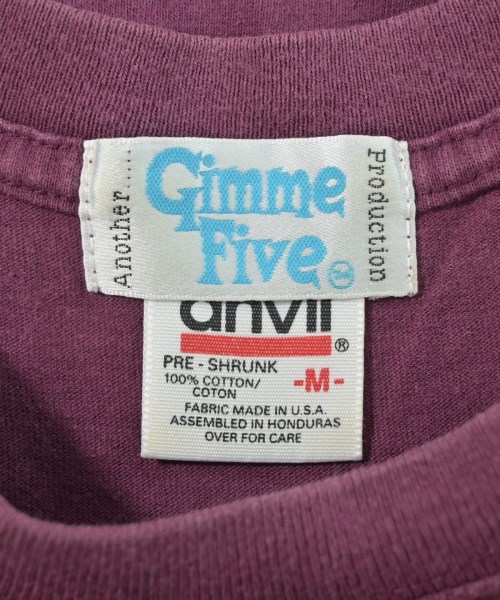 Another.....
Gimme
Five
Production
anvil
®
PRE - SHRUNK
100% COTTON/
COTON
-M-
FABRIC MADE IN U.S.A.
ASSEMBLED IN HONDURAS
OVER FOR CARE